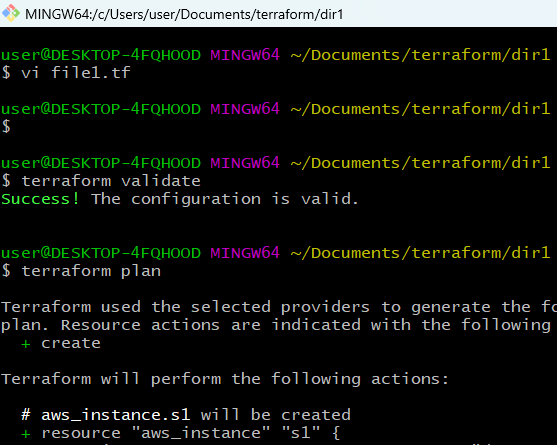 MINGW64:/c/Users/user/Documents/terraform/dir1
user@DESKTOP-4FQHOOD MINGW64 ~/Documents/terraform/dir1
$ vi file1.tf
user@DESKTOP-4FQHOOD MINGW64 ~/Documents/terraform/dir1
$
user@DESKTOP-4FQHOOD MINGW64 ~/Documents/terraform/dir1
$ terraform validate
Success! The configuration is valid.
user@DESKTOP-4FQHOOD MINGW64 ~/Documents/terraform/dir1
$ terraform plan
Terraform used the selected providers to generate the fo
plan. Resource actions are indicated with the following
+ create
Terraform will perform the following actions:
# aws_instance.s1 will be created
+ resource "aws_instance" "s1" {